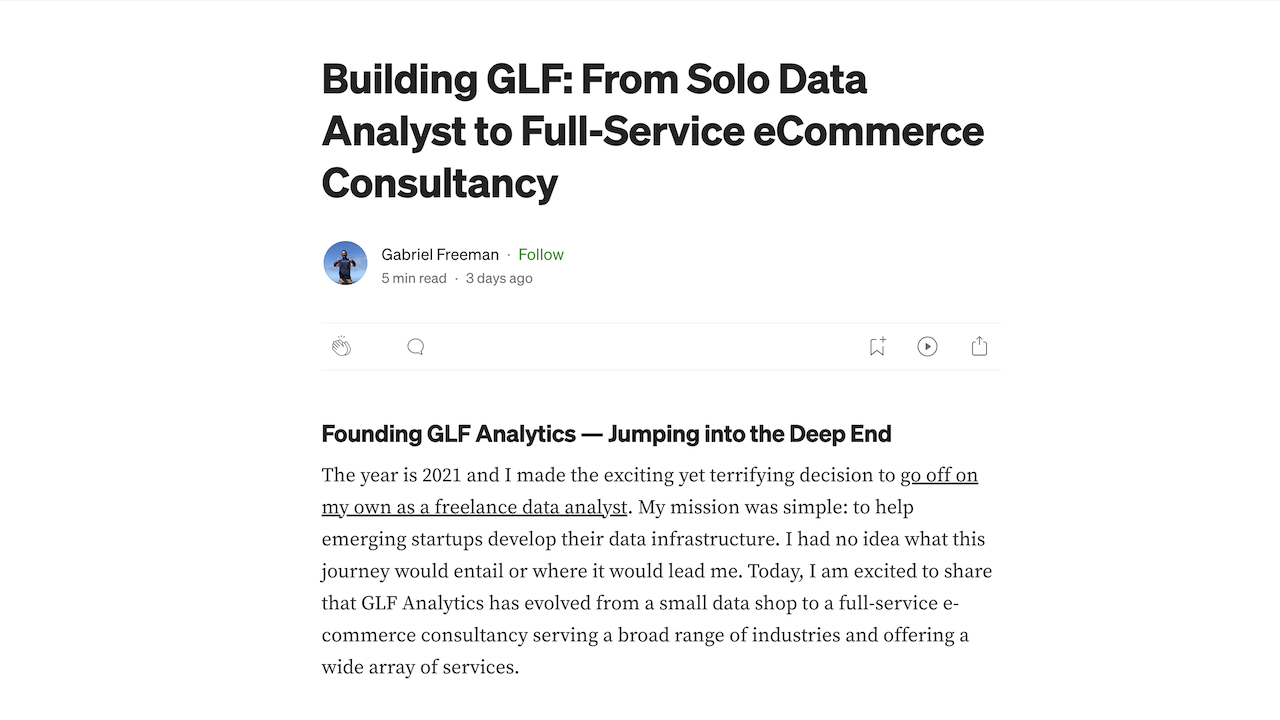 Building GLF: From Solo Data
Analyst to Full-Service eCommerce
Consultancy
Gabriel Freeman · Follow
5 min read · 3 days ago
Founding GLF Analytics — Jumping into the Deep End
The year is 2021 and I made the exciting yet terrifying decision to go off on
my own as a freelance data analyst. My mission was simple: to help
emerging startups develop their data infrastructure. I had no idea what this
journey would entail or where it would lead me. Today, I am excited to share
that GLF Analytics has evolved from a small data shop to a full-service e-
commerce consultancy serving a broad range of industries and offering a
wide array of services.